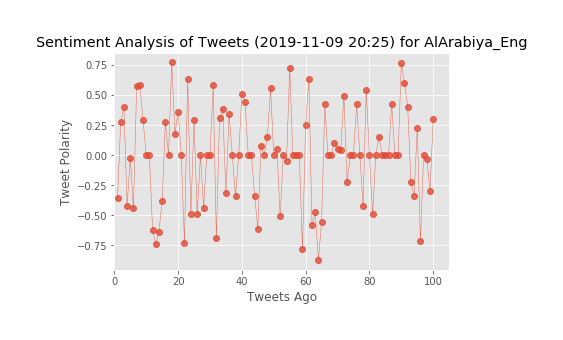 Sentiment Analysis of Tweets (2019-11-09 20:25) for AlArabiya_Eng
0.75
0.50
0.25
0.00
−0.25
−0.50
−0.75
Tweet Polarity
0 20 40 60 80 100
Tweets Ago